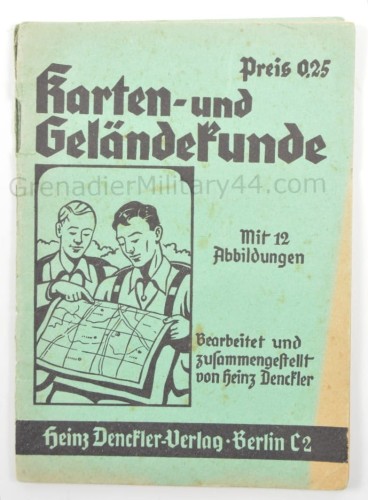 Preis 0,25
Karten- und
Geländekunde
GrenadierMilitary44.com
Mit 12
Abbildungen
Bearbeitet und
zusammengestellt
von Heinz Denckler
Heinz Denckler-Verlag · Berlin C2